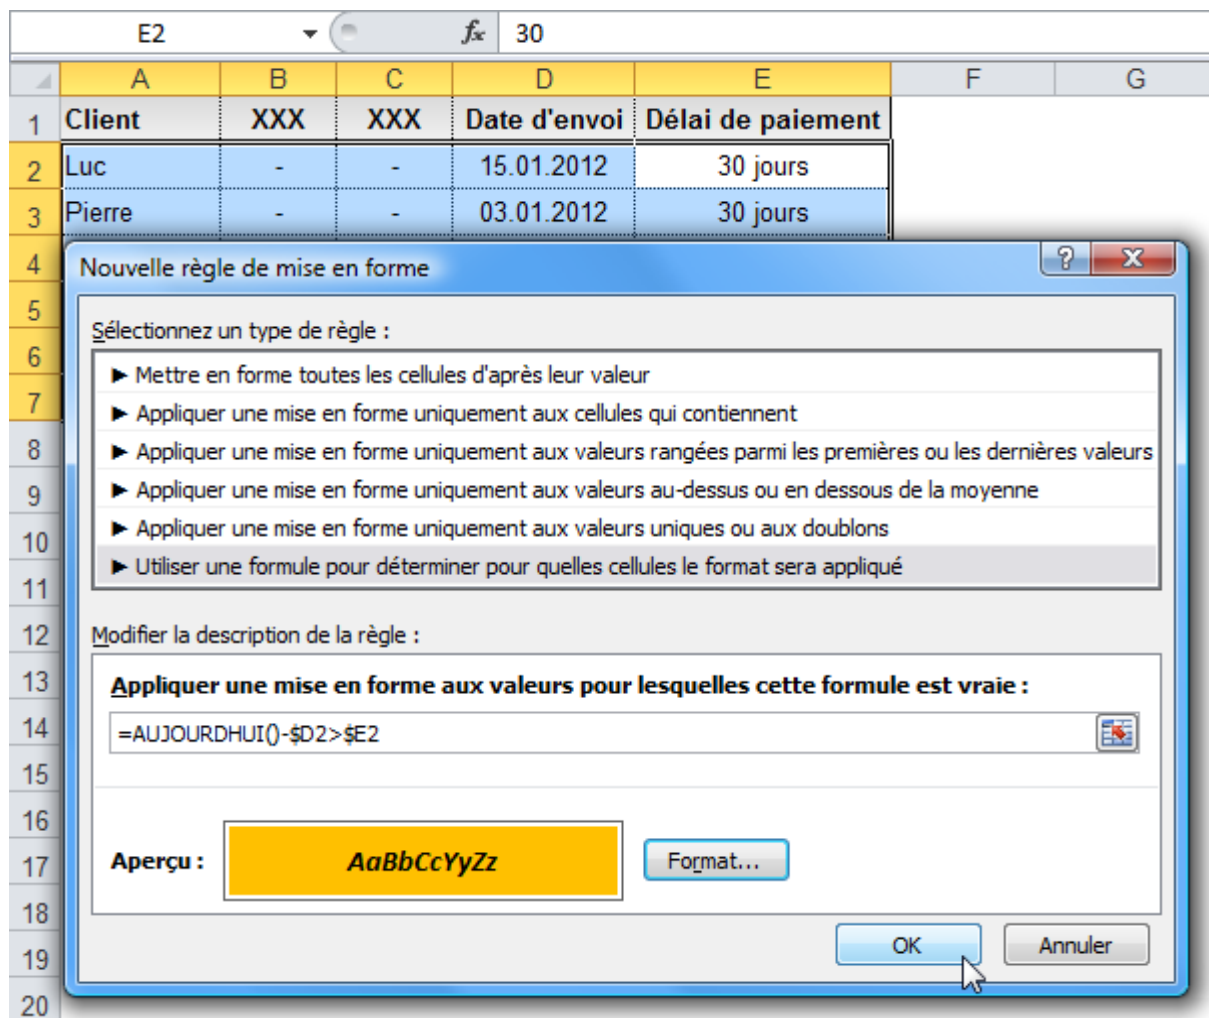 E2 fx 30
A B C D E F G
1 Client XXX XXX Date d'envoi Délai de paiement
2 Luc - - 15.01.2012 30 jours
3 Pierre - - 03.01.2012 30 jours
4 Nouvelle règle de mise en forme ? X
5
Sélectionnez un type de règle :
6 ► Mettre en forme toutes les cellules d'après leur valeur
7 ► Appliquer une mise en forme uniquement aux cellules qui contiennent
8 ► Appliquer une mise en forme uniquement aux valeurs rangées parmi les premières ou les dernières valeurs
9 ► Appliquer une mise en forme uniquement aux valeurs au-dessus ou en dessous de la moyenne
10 ► Appliquer une mise en forme uniquement aux valeurs uniques ou aux doublons
11 ► Utiliser une formule pour déterminer pour quelles cellules le format sera appliqué
12 Modifier la description de la règle :
13 Appliquer une mise en forme aux valeurs pour lesquelles cette formule est vraie :
14 =AUJOURDHUI()-$D2>$E2
15
16
17 Aperçu : AaBbCcYyZz Format...
18
19 OK Annuler
20